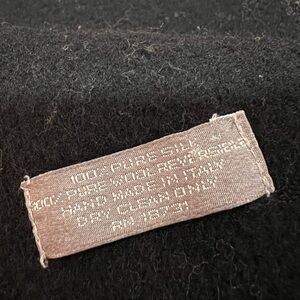 100% PURE SILK
100% PURE WOOL REVERSIBLE
HAND MADE IN ITALY
DRY CLEAN ONLY
RN 18731